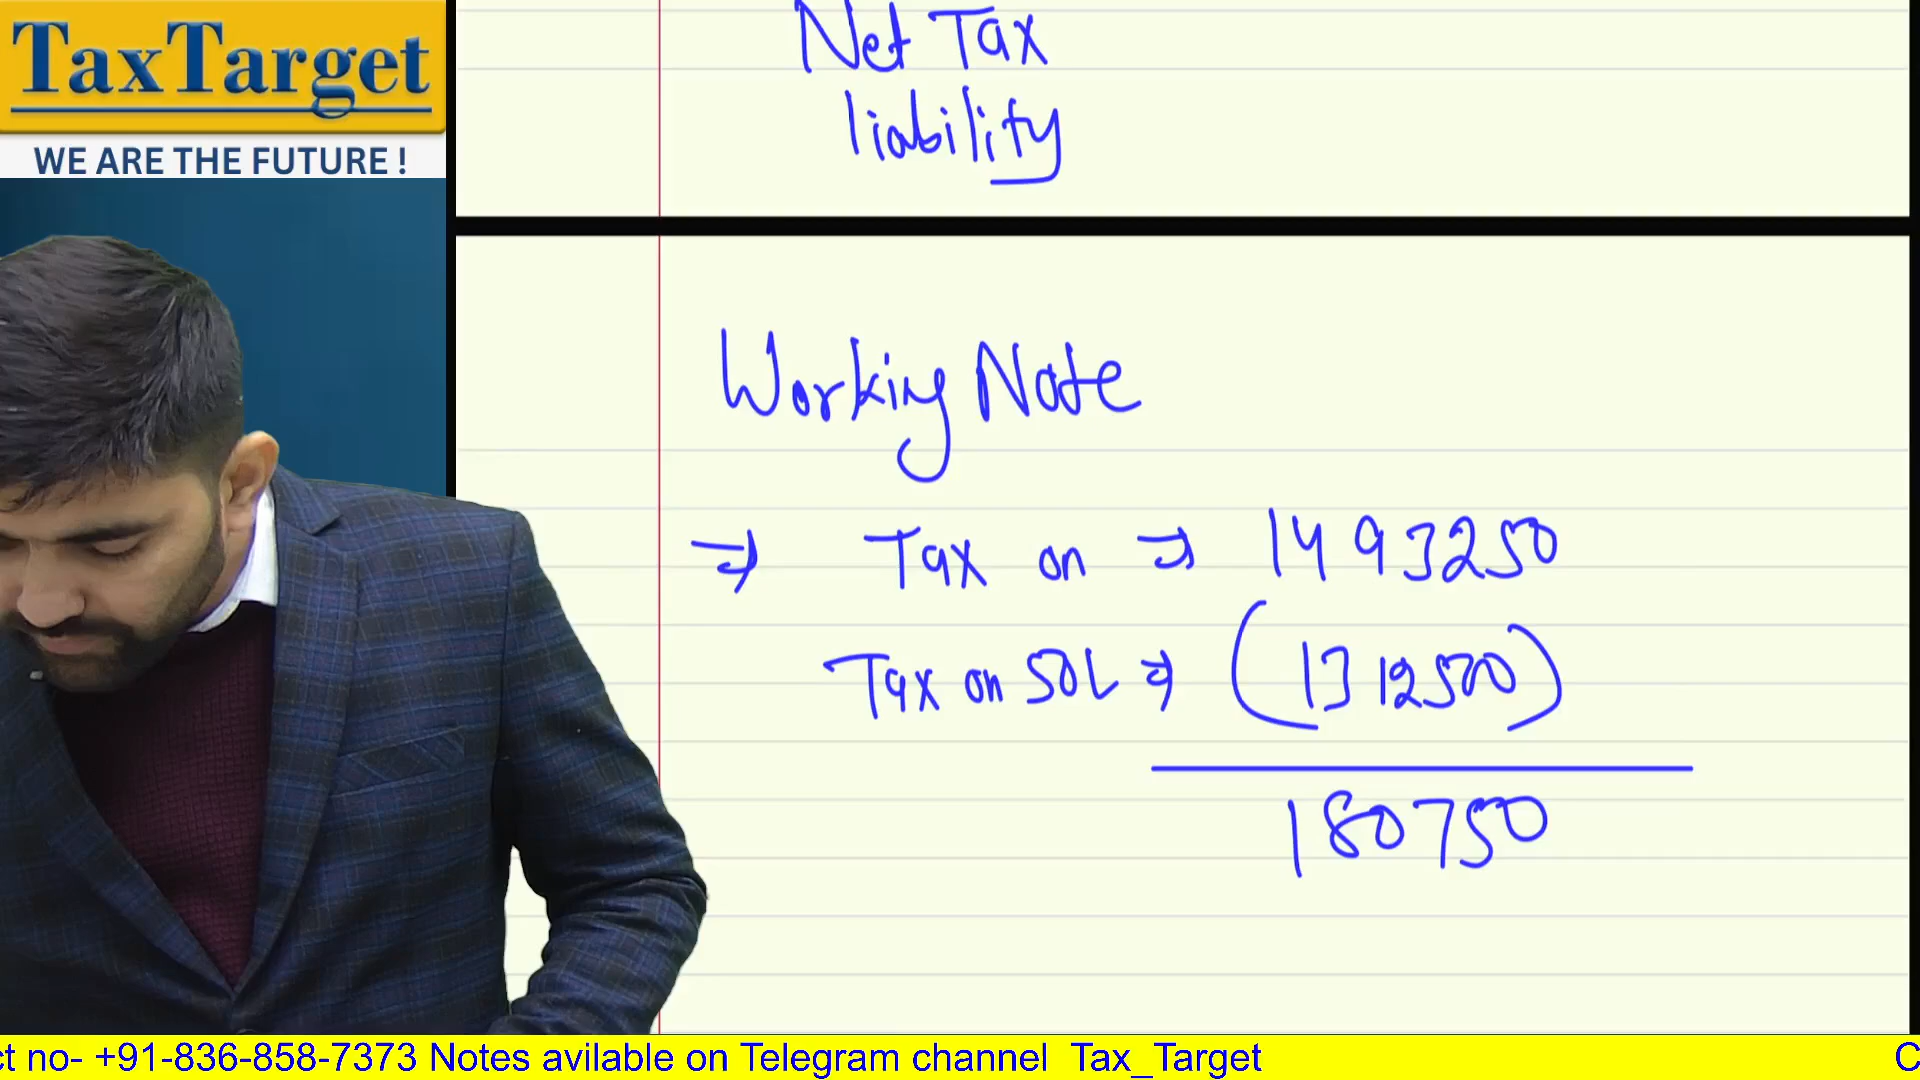 TaxTarget
WE ARE THE FUTURE !
Net Tax
liability
Working Note
⇒ Tax on ⇒ 1493250
Tax on 50L ⇒ (1312500)
180750
ct no- +91-836-858-7373 Notes avilable on Telegram channel Tax_Target C